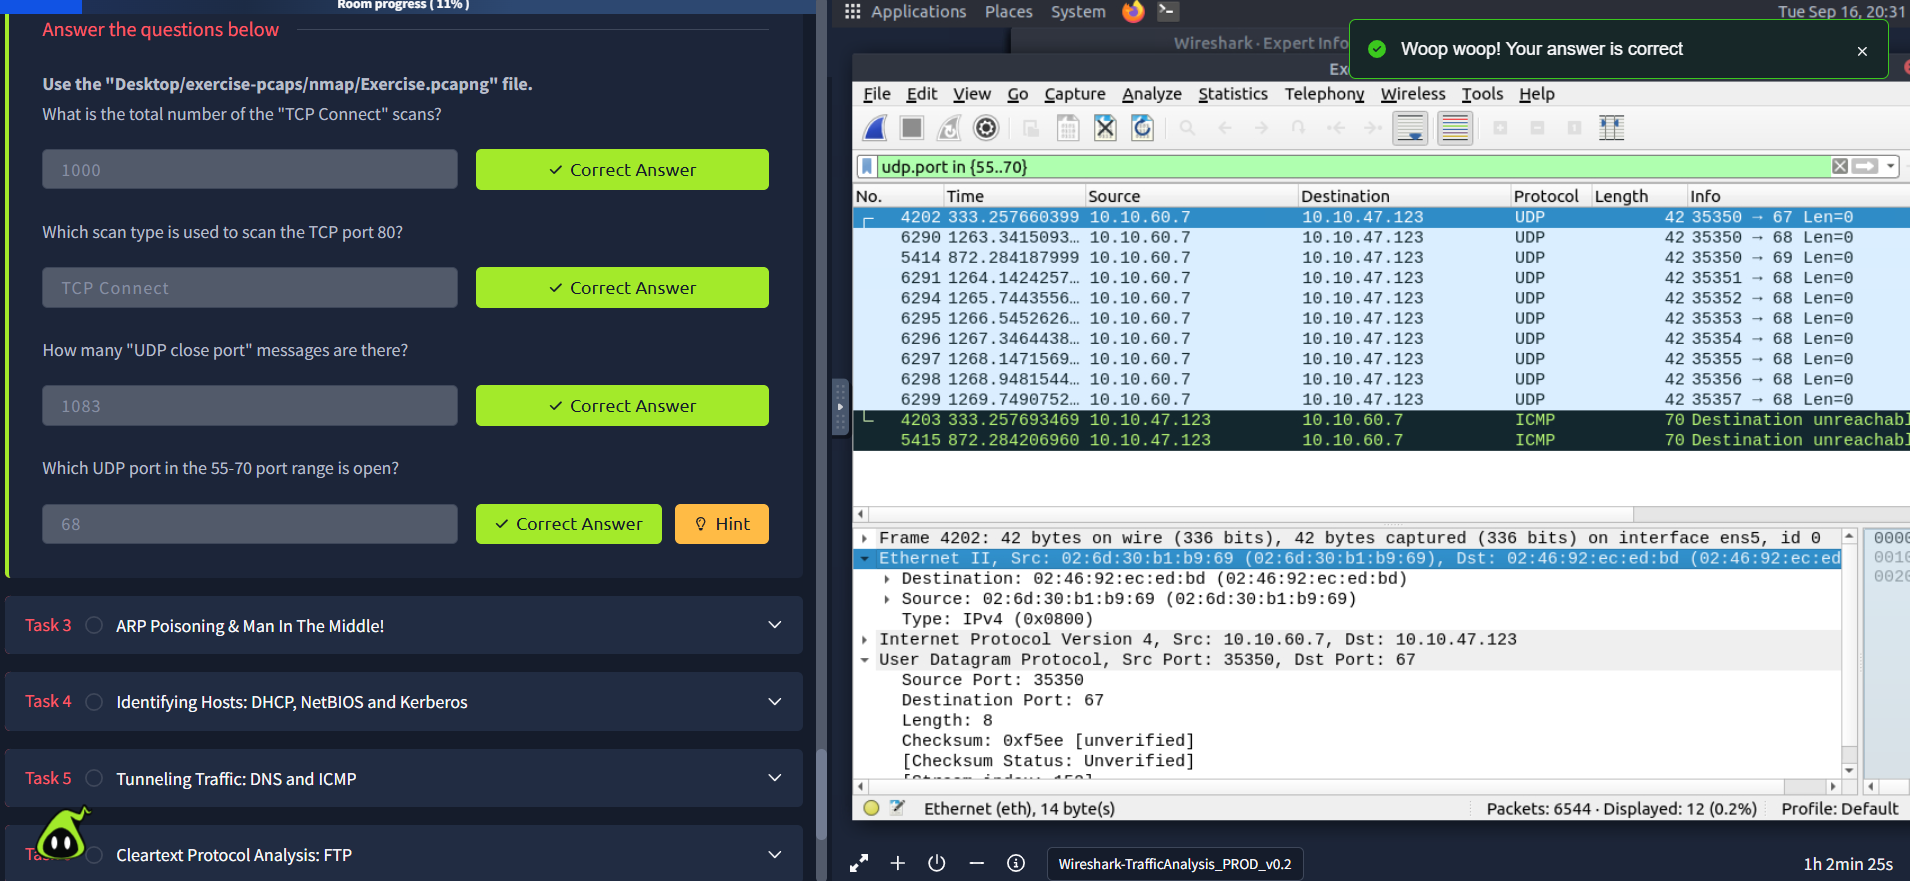 Room progress ( 11% )
Answer the questions below
Use the "Desktop/exercise-pcaps/nmap/Exercise.pcapng" file.
What is the total number of the "TCP Connect" scans?
1000
Correct Answer
Which scan type is used to scan the TCP port 80?
TCP Connect
Correct Answer
How many "UDP close port" messages are there?
1083
Correct Answer
Which UDP port in the 55-70 port range is open?
68
Correct Answer
Hint
Task 3
ARP Poisoning & Man In The Middle!
Task 4
Identifying Hosts: DHCP, NetBIOS and Kerberos
Task 5
Tunneling Traffic: DNS and ICMP
Cleartext Protocol Analysis: FTP
Applications Places System Tue Sep 16, 20:31
Wireshark · Expert Info
Woop woop! Your answer is correct
File Edit View Go Capture Analyze Statistics Telephony Wireless Tools Help
udp.port in {55..70}
No. Time Source Destination Protocol Length Info
4202 333.257660399 10.10.60.7 10.10.47.123 UDP 42 35350 → 67 Len=0
6290 1263.3415093… 10.10.60.7 10.10.47.123 UDP 42 35350 → 68 Len=0
5414 872.284187999 10.10.60.7 10.10.47.123 UDP 42 35350 → 69 Len=0
6291 1264.1424257… 10.10.60.7 10.10.47.123 UDP 42 35351 → 68 Len=0
6294 1265.7443556… 10.10.60.7 10.10.47.123 UDP 42 35352 → 68 Len=0
6295 1266.5452626… 10.10.60.7 10.10.47.123 UDP 42 35353 → 68 Len=0
6296 1267.3464438… 10.10.60.7 10.10.47.123 UDP 42 35354 → 68 Len=0
6297 1268.1471569… 10.10.60.7 10.10.47.123 UDP 42 35355 → 68 Len=0
6298 1268.9481544… 10.10.60.7 10.10.47.123 UDP 42 35356 → 68 Len=0
6299 1269.7490752… 10.10.60.7 10.10.47.123 UDP 42 35357 → 68 Len=0
4203 333.257693469 10.10.47.123 10.10.60.7 ICMP 70 Destination unreachabl
5415 872.284206960 10.10.47.123 10.10.60.7 ICMP 70 Destination unreachabl
Frame 4202: 42 bytes on wire (336 bits), 42 bytes captured (336 bits) on interface ens5, id 0
Ethernet II, Src: 02:6d:30:b1:b9:69 (02:6d:30:b1:b9:69), Dst: 02:46:92:ec:ed:bd (02:46:92:ec:ed
Destination: 02:46:92:ec:ed:bd (02:46:92:ec:ed:bd)
Source: 02:6d:30:b1:b9:69 (02:6d:30:b1:b9:69)
Type: IPv4 (0x0800)
Internet Protocol Version 4, Src: 10.10.60.7, Dst: 10.10.47.123
User Datagram Protocol, Src Port: 35350, Dst Port: 67
Source Port: 35350
Destination Port: 67
Length: 8
Checksum: 0xf5ee [unverified]
[Checksum Status: Unverified]
0000
0010
0020
Ethernet (eth), 14 byte(s) Packets: 6544 · Displayed: 12 (0.2%) Profile: Default
Wireshark-TrafficAnalysis_PROD_v0.2
1h 2min 25s